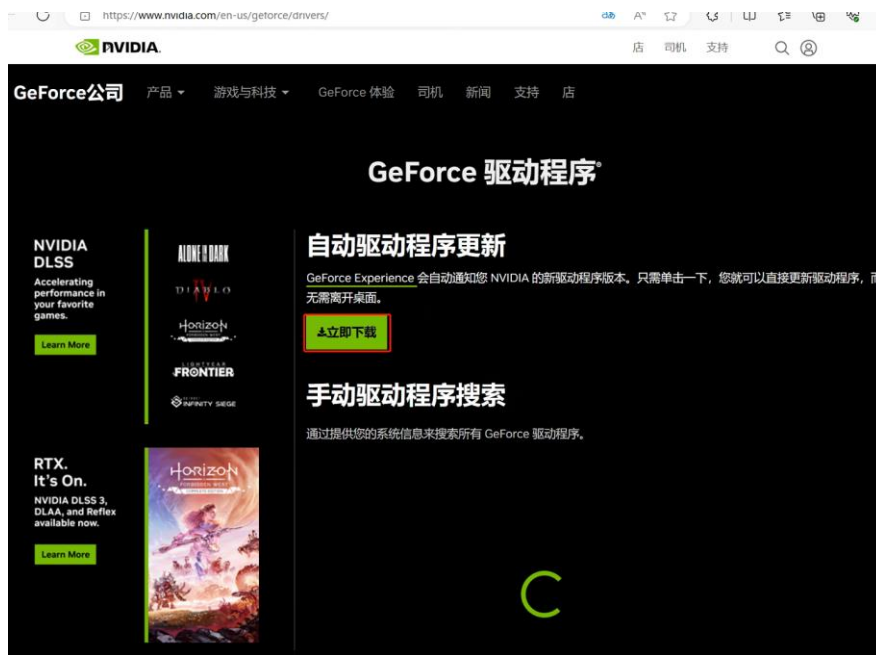 https://www.nvidia.com/en-us/geforce/drivers/
NVIDIA.
店 司机 支持
GeForce公司 产品 游戏与科技 GeForce 体验 司机 新闻 支持 店
GeForce 驱动程序
NVIDIA
DLSS
Accelerating
performance in
your favorite
games.
Learn More
ALONE IN THE DARK
DIABLO IV
HORIZON
LIGHTYEAR
FRONTIER
INFINITY SIEGE
自动驱动程序更新
GeForce Experience 会自动通知您 NVIDIA 的新驱动程序版本。只需单击一下，您就可以直接更新驱动程序，而
无需离开桌面。
立即下载
手动驱动程序搜索
通过提供您的系统信息来搜索所有 GeForce 驱动程序。
RTX.
It's On.
NVIDIA DLSS 3,
DLAA, and Reflex
available now.
Learn More
HORIZON
FORBIDDEN WEST
COMPLETE EDITION